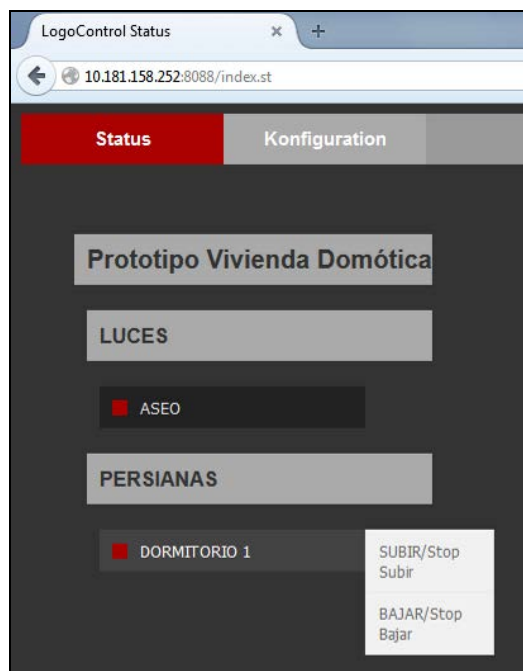 LogoControl Status
10.181.158.252:8088/index.st
Status Konfiguration
Prototipo Vivienda Domótica
LUCES
ASEO
PERSIANAS
DORMITORIO 1
SUBIR/Stop
Subir
BAJAR/Stop
Bajar